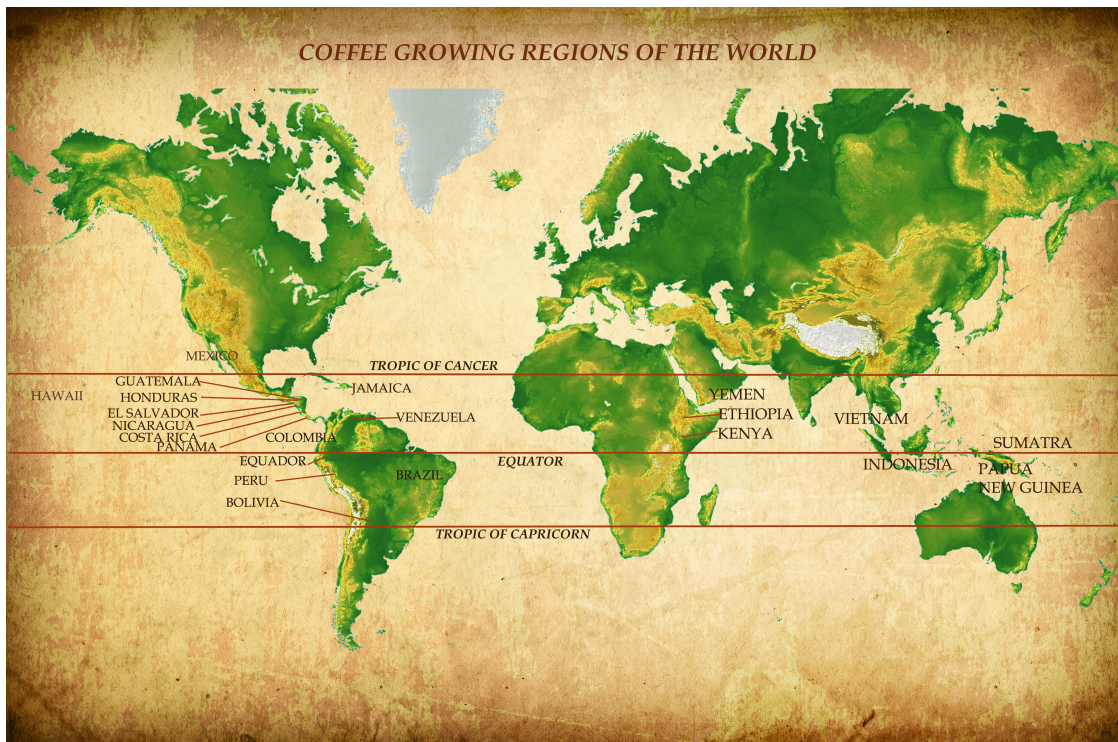 COFFEE GROWING REGIONS OF THE WORLD
MEXICO
TROPIC OF CANCER
GUATEMALA
JAMAICA
HAWAII
HONDURAS
YEMEN
EL SALVADOR
VENEZUELA
ETHIOPIA
VIETNAM
NICARAGUA
COSTA RICA
COLOMBIA
KENYA
PANAMA
SUMATRA
EQUADOR
EQUATOR
INDONESIA
PAPUA
NEW GUINEA
BRAZIL
PERU
BOLIVIA
TROPIC OF CAPRICORN